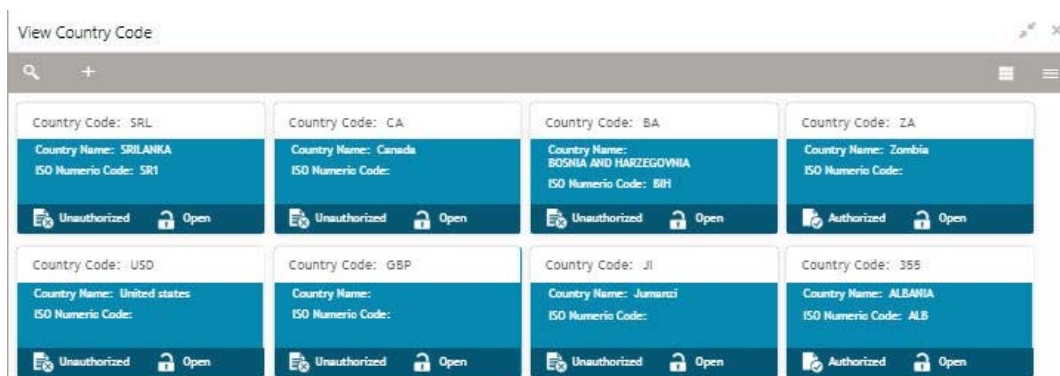 View Country Code
Country Code: SRL
Country Name: SRILANKA
ISO Numeric Code: SR1
Unauthorized Open
Country Code: CA
Country Name: Canada
ISO Numeric Code:
Unauthorized Open
Country Code: BA
Country Name:
BOSNIA AND HARZEGOVNIA
ISO Numeric Code: BIH
Unauthorized Open
Country Code: ZA
Country Name: Zombia
ISO Numeric Code:
Authorized Open
Country Code: USD
Country Name: United states
ISO Numeric Code:
Unauthorized Open
Country Code: GBP
Country Name:
ISO Numeric Code:
Unauthorized Open
Country Code: JI
Country Name: Jumanzi
ISO Numeric Code:
Unauthorized Open
Country Code: 355
Country Name: ALBANIA
ISO Numeric Code: ALB
Authorized Open